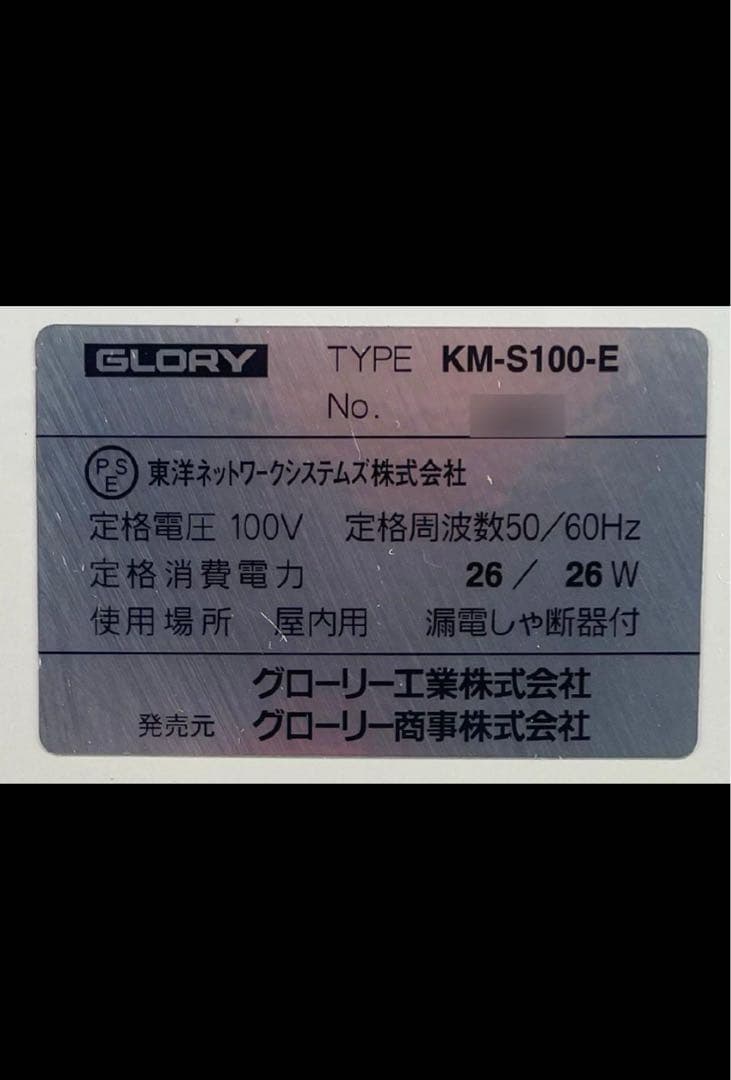 GLORY TYPE KM-S100-E
No.
PSE 東洋ネットワークシステムズ株式会社
定格電圧 100V 定格周波数50/60Hz
定格消費電力 26 / 26 W
使用場所 屋内用 漏電しゃ断器付
グローリー工業株式会社
発売元 グローリー商事株式会社